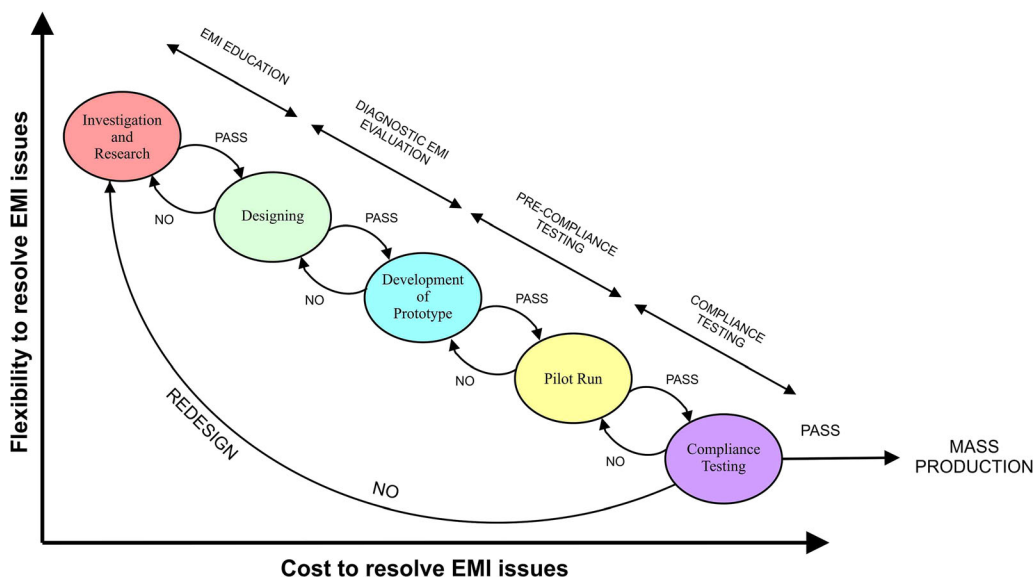 EMI EDUCATION
DIAGNOSTIC EMI
EVALUATION
PRE-COMPLIANCE
TESTING
COMPLIANCE
TESTING
Investigation
and
Research
PASS
NO
Designing
PASS
NO
Development
of
Prototype
PASS
NO
Pilot Run
PASS
NO
Compliance
Testing
PASS
MASS
PRODUCTION
REDESIGN
NO
Flexibility to resolve EMI issues
Cost to resolve EMI issues